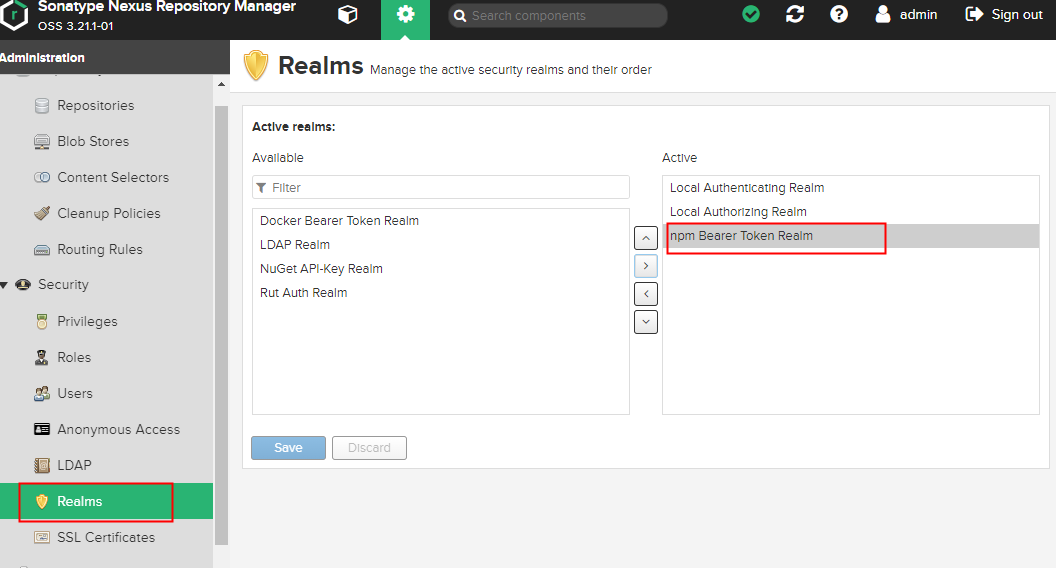 Sonatype Nexus Repository Manager
OSS 3.21.1-01
Search components
admin
Sign out
Administration
Repositories
Blob Stores
Content Selectors
Cleanup Policies
Routing Rules
Security
Privileges
Roles
Users
Anonymous Access
LDAP
Realms
SSL Certificates
Realms Manage the active security realms and their order
Active realms:
Available
Filter
Docker Bearer Token Realm
LDAP Realm
NuGet API-Key Realm
Rut Auth Realm
Active
Local Authenticating Realm
Local Authorizing Realm
npm Bearer Token Realm
Save
Discard